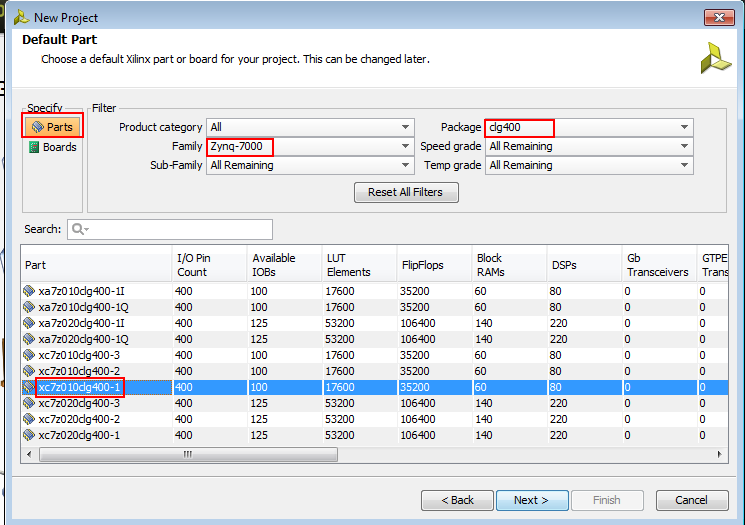 New Project
Default Part
Choose a default Xilinx part or board for your project. This can be changed later.
Specify
Parts
Boards
Filter
Product category All
Package clg400
Family Zynq-7000
Speed grade All Remaining
Sub-Family All Remaining
Temp grade All Remaining
Reset All Filters
Search:
Part I/O Pin Count Available IOBs LUT Elements FlipFlops Block RAMs DSPs Gb Transceivers GTPE Trans
xa7z010clg400-1I 400 100 17600 35200 60 80 0 0
xa7z010clg400-1Q 400 100 17600 35200 60 80 0 0
xa7z020clg400-1I 400 125 53200 106400 140 220 0 0
xa7z020clg400-1Q 400 125 53200 106400 140 220 0 0
xc7z010clg400-3 400 100 17600 35200 60 80 0 0
xc7z010clg400-2 400 100 17600 35200 60 80 0 0
xc7z010clg400-1 400 100 17600 35200 60 80 0 0
xc7z020clg400-3 400 125 53200 106400 140 220 0 0
xc7z020clg400-2 400 125 53200 106400 140 220 0 0
xc7z020clg400-1 400 125 53200 106400 140 220 0 0
< Back Next > Finish Cancel